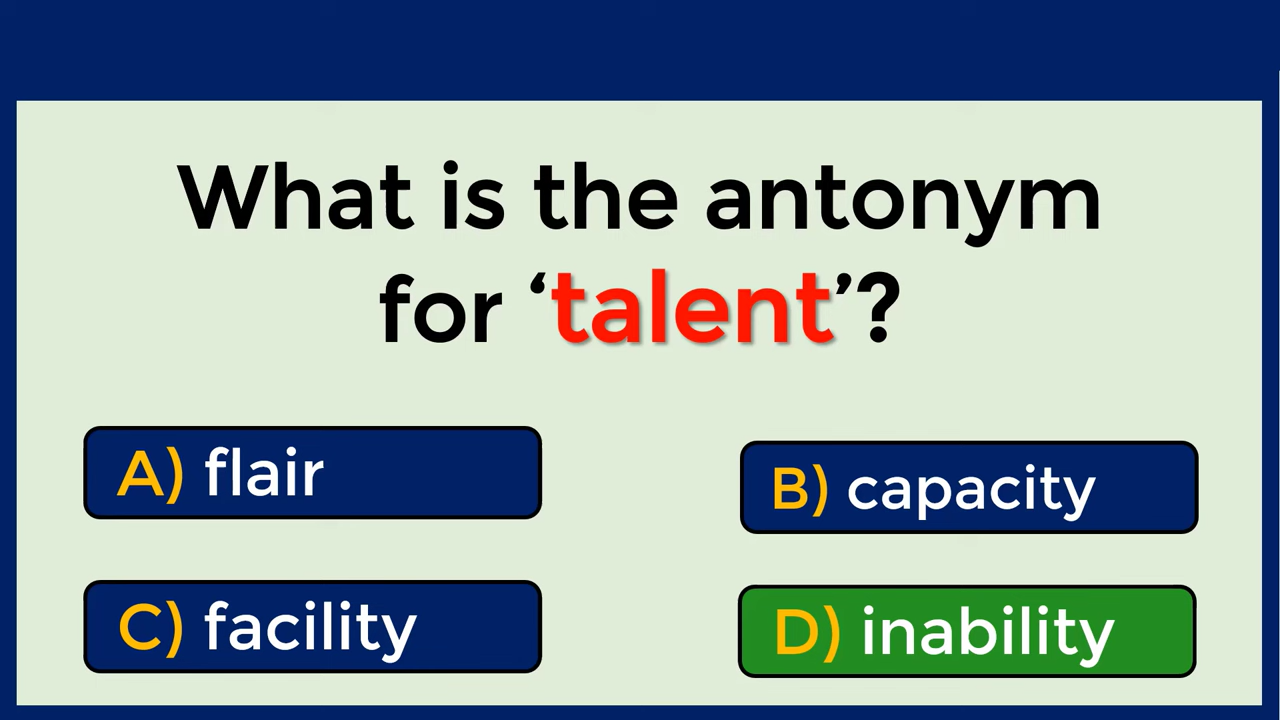 What is the antonym
for ‘talent’?
A) flair
B) capacity
C) facility
D) inability